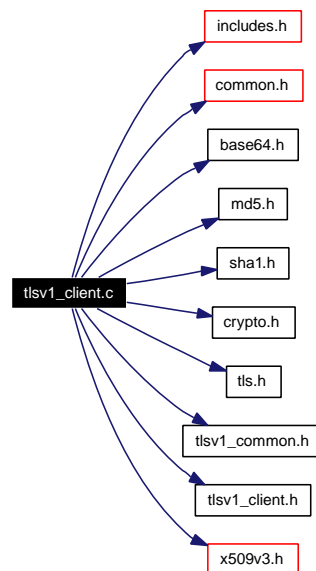 includes.h
common.h
base64.h
md5.h
tlsv1_client.c
sha1.h
crypto.h
tls.h
tlsv1_common.h
tlsv1_client.h
x509v3.h